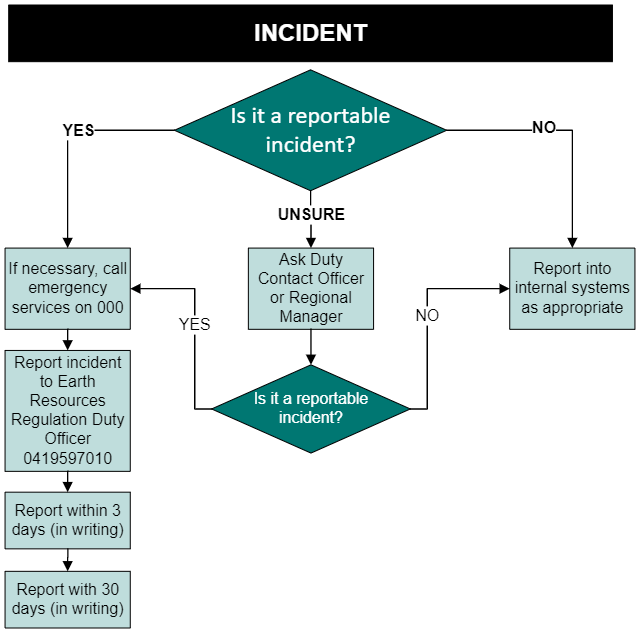 INCIDENT
Is it a reportable
incident?
YES
NO
UNSURE
If necessary, call
emergency
services on 000
Ask Duty
Contact Officer
or Regional
Manager
Report into
internal systems
as appropriate
YES
NO
Is it a reportable
incident?
Report incident
to Earth
Resources
Regulation Duty
Officer
0419597010
Report within 3
days (in writing)
Report with 30
days (in writing)